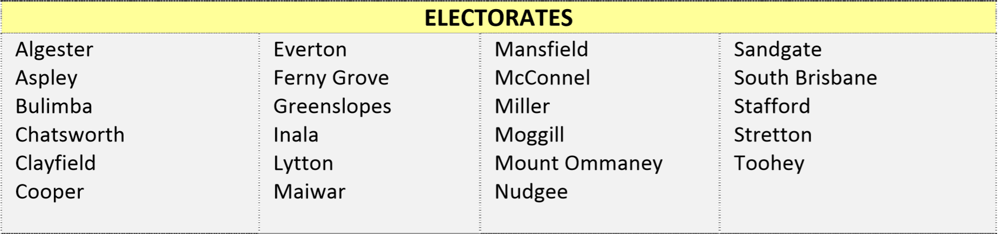 ELECTORATES
Algester
Aspley
Bulimba
Chatsworth
Clayfield
Cooper
Everton
Ferny Grove
Greenslopes
Inala
Lytton
Maiwar
Mansfield
McConnel
Miller
Moggill
Mount Ommaney
Nudgee
Sandgate
South Brisbane
Stafford
Stretton
Toohey